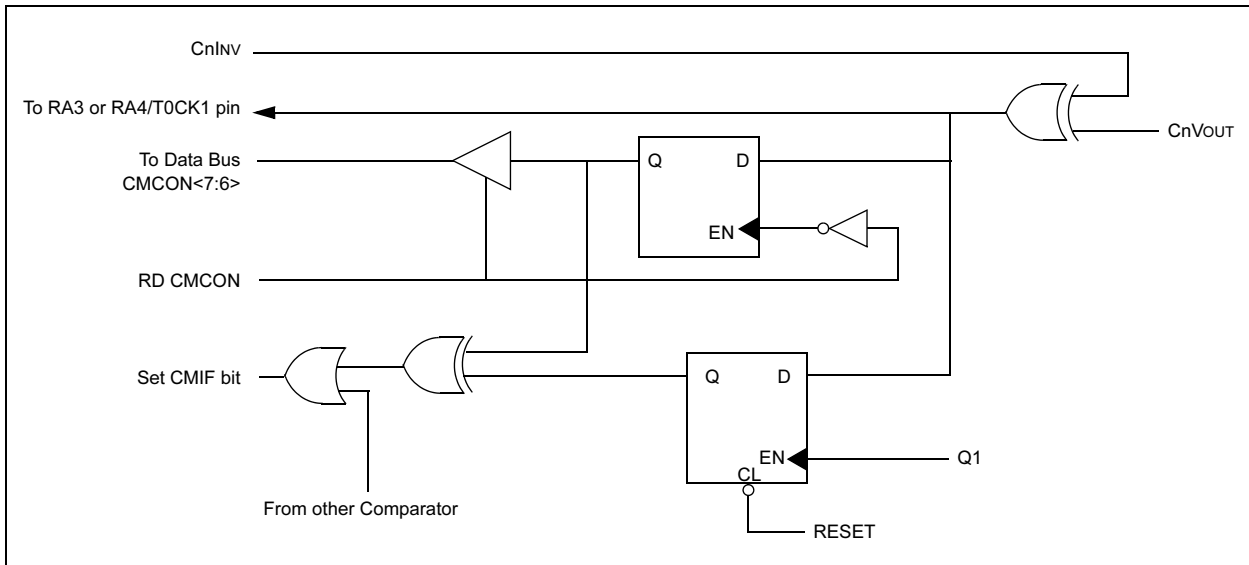 CnINV
To RA3 or RA4/T0CK1 pin
CnVOUT
To Data Bus
CMCON<7:6>
Q D
EN
RD CMCON
Set CMIF bit
Q D
EN
Q1
CL
From other Comparator
RESET